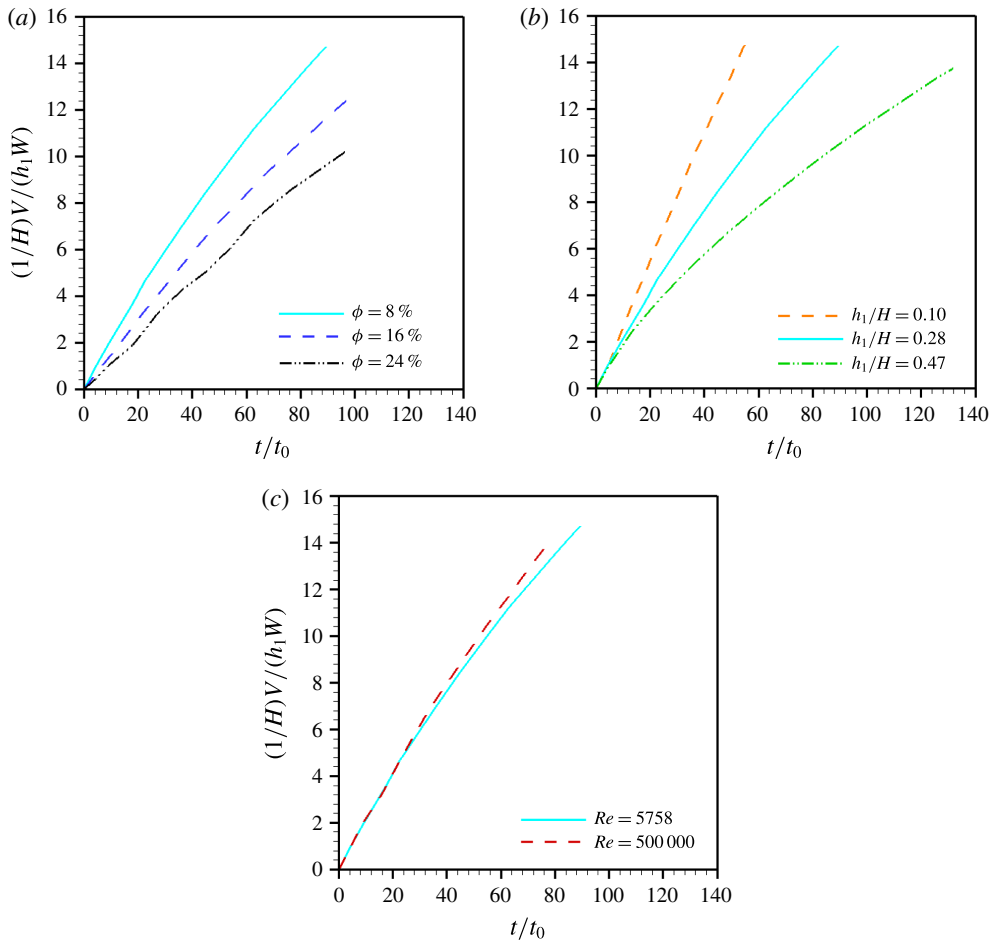 (a)
16
14
12
10
8
6
4
2
0
(1/H)V/(h₁W)
ϕ = 8 %
ϕ = 16 %
ϕ = 24 %
0 20 40 60 80 100 120 140
t/t₀
(b)
16
14
12
10
8
6
4
2
0
h₁/H = 0.10
h₁/H = 0.28
h₁/H = 0.47
0 20 40 60 80 100 120 140
t/t₀
(c)
16
14
12
10
8
6
4
2
0
(1/H)V/(h₁W)
Re = 5758
Re = 500 000
0 20 40 60 80 100 120 140
t/t₀